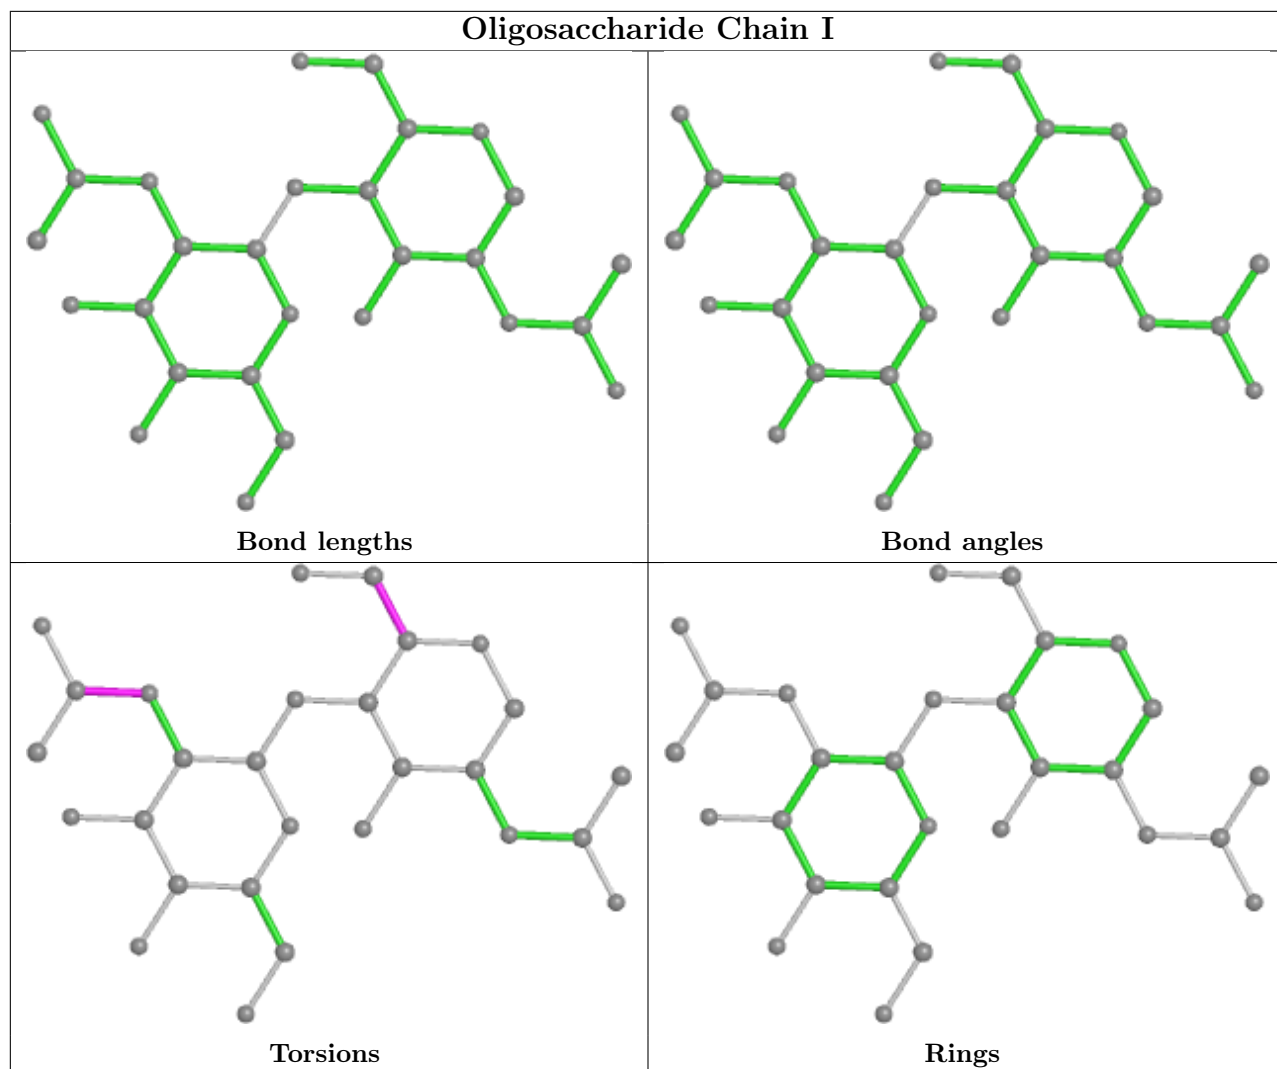 Oligosaccharide Chain I
Bond lengths
Bond angles
Torsions
Rings